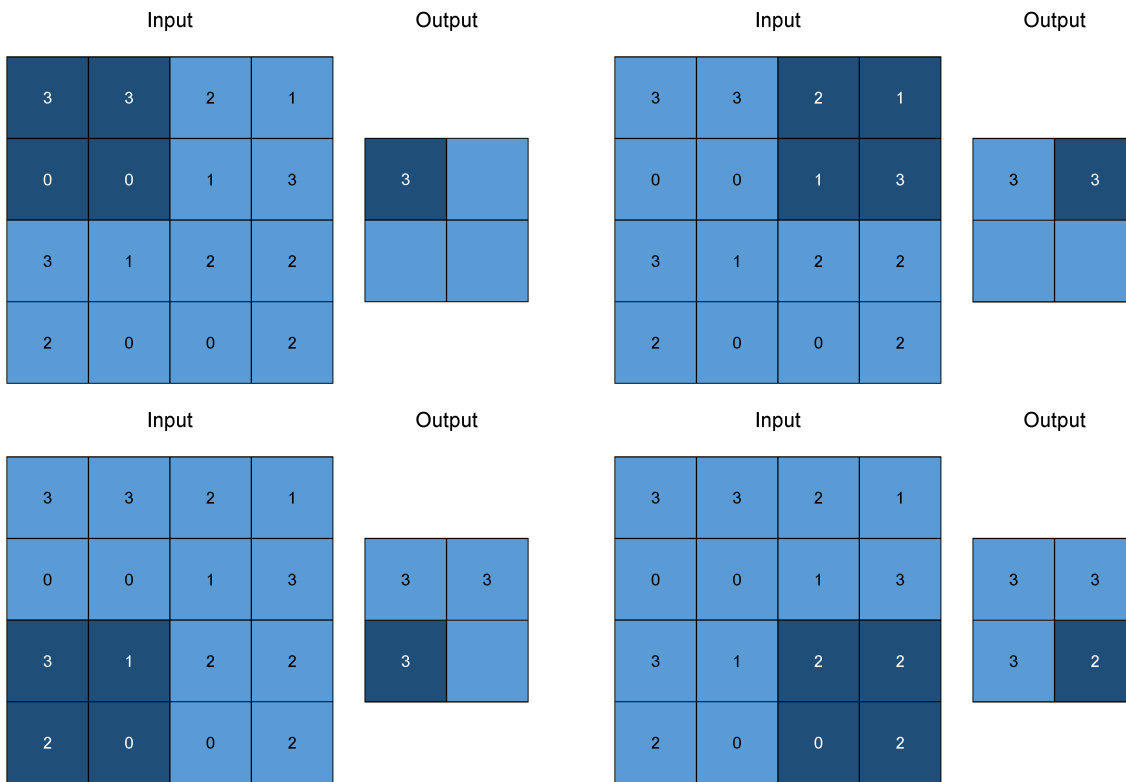 Input Output Input Output
3 3 2 1 3 3 2 1
0 0 1 3 3 0 0 1 3 3 3
3 1 2 2 3 1 2 2
2 0 0 2 2 0 0 2
Input Output Input Output
3 3 2 1 3 3 2 1
0 0 1 3 3 3 0 0 1 3 3 3
3 1 2 2 3 3 1 2 2 3 2
2 0 0 2 2 0 0 2